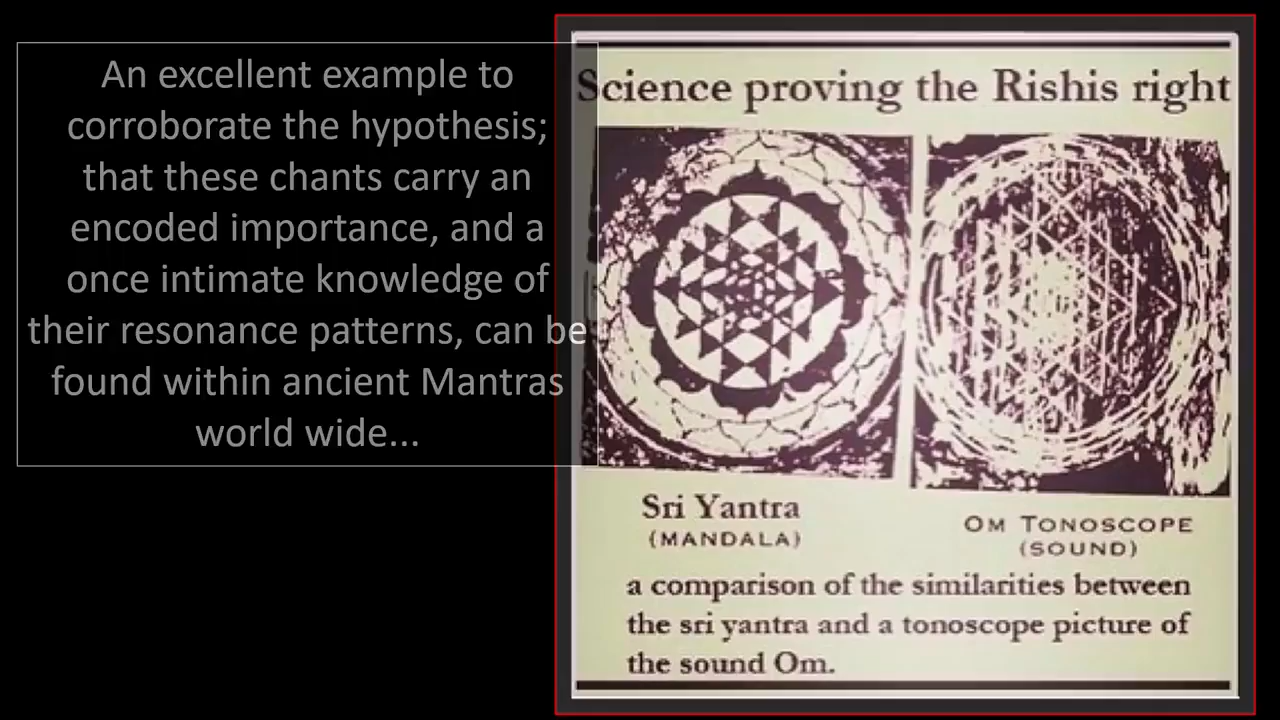 An excellent example to
corroborate the hypothesis;
that these chants carry an
encoded importance, and a
once intimate knowledge of
their resonance patterns, can be
found within ancient Mantras
world wide...
Science proving the Rishis right
Sri Yantra
(MANDALA)
OM TONOSCOPE
(SOUND)
a comparison of the similarities between
the sri yantra and a tonoscope picture of
the sound Om.